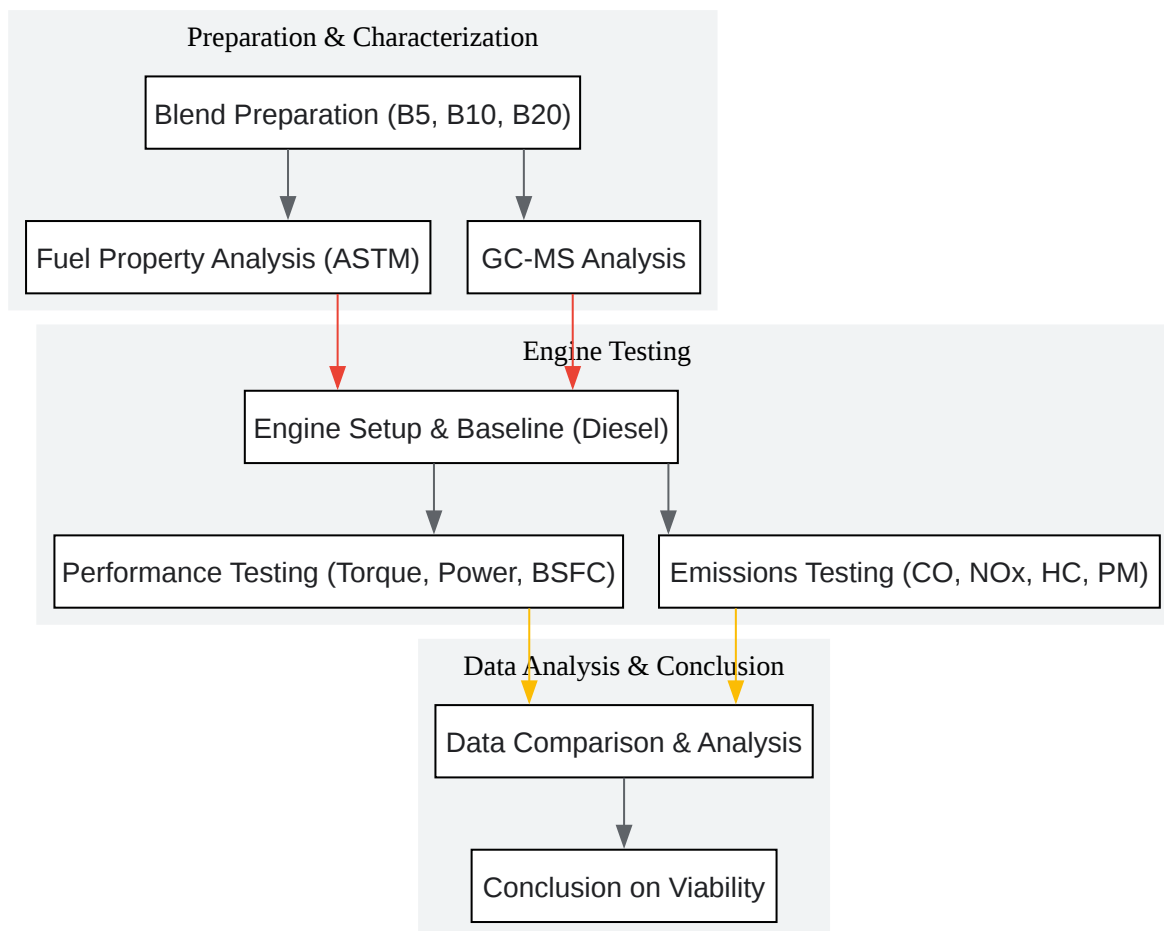 Preparation & Characterization
Blend Preparation (B5, B10, B20)
Fuel Property Analysis (ASTM)
GC-MS Analysis
Engine Testing
Engine Setup & Baseline (Diesel)
Performance Testing (Torque, Power, BSFC)
Emissions Testing (CO, NOx, HC, PM)
Data Analysis & Conclusion
Data Comparison & Analysis
Conclusion on Viability